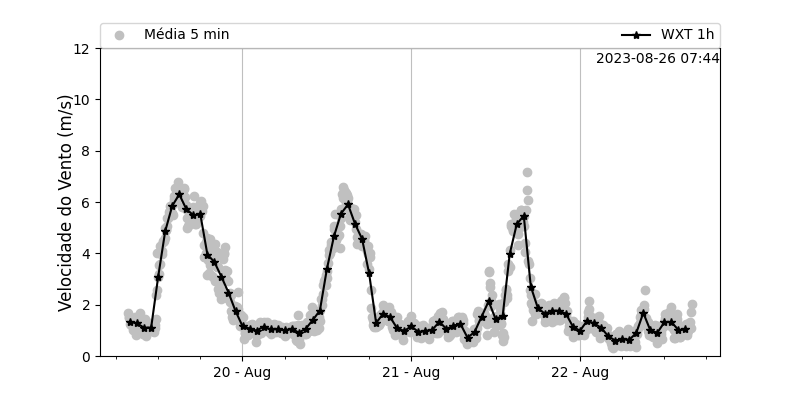 Média 5 min
WXT 1h
2023-08-26 07:44
12
10
8
6
4
2
0
Velocidade do Vento (m/s)
20 - Aug
21 - Aug
22 - Aug